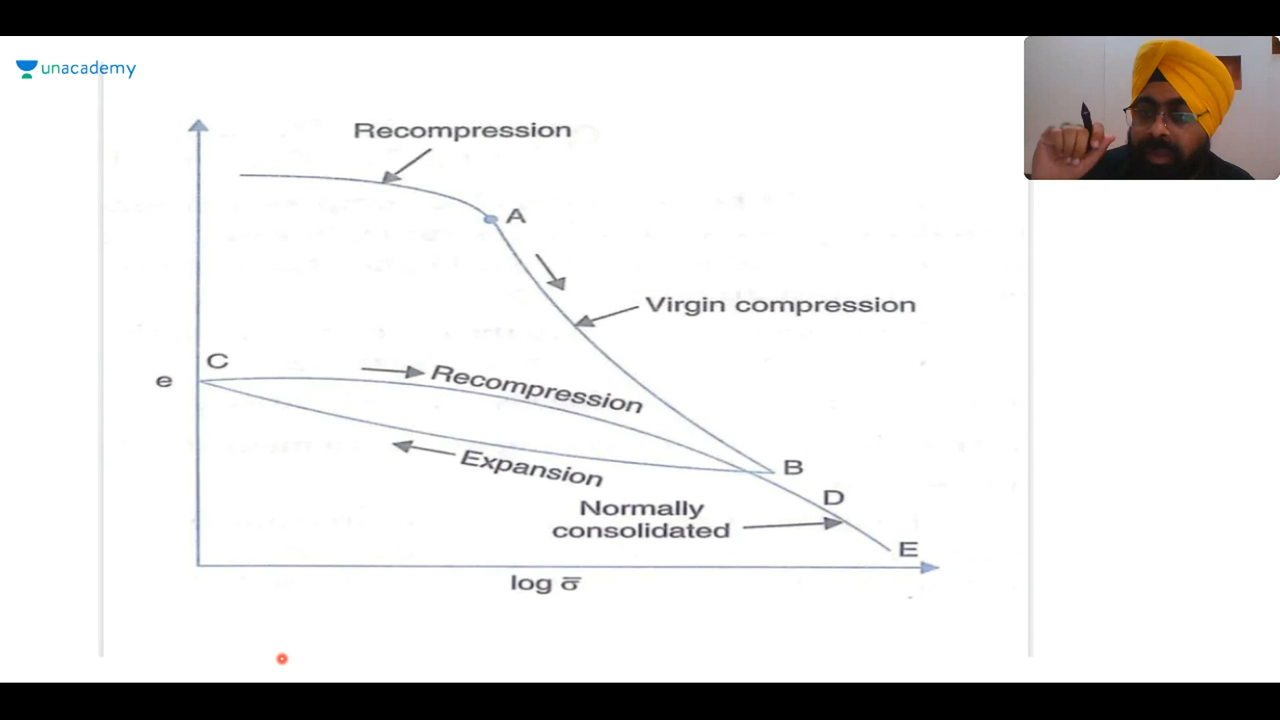 unacademy
Recompression
A
Virgin compression
C
e
Recompression
B
Expansion
D
Normally
consolidated
E
log σ̅